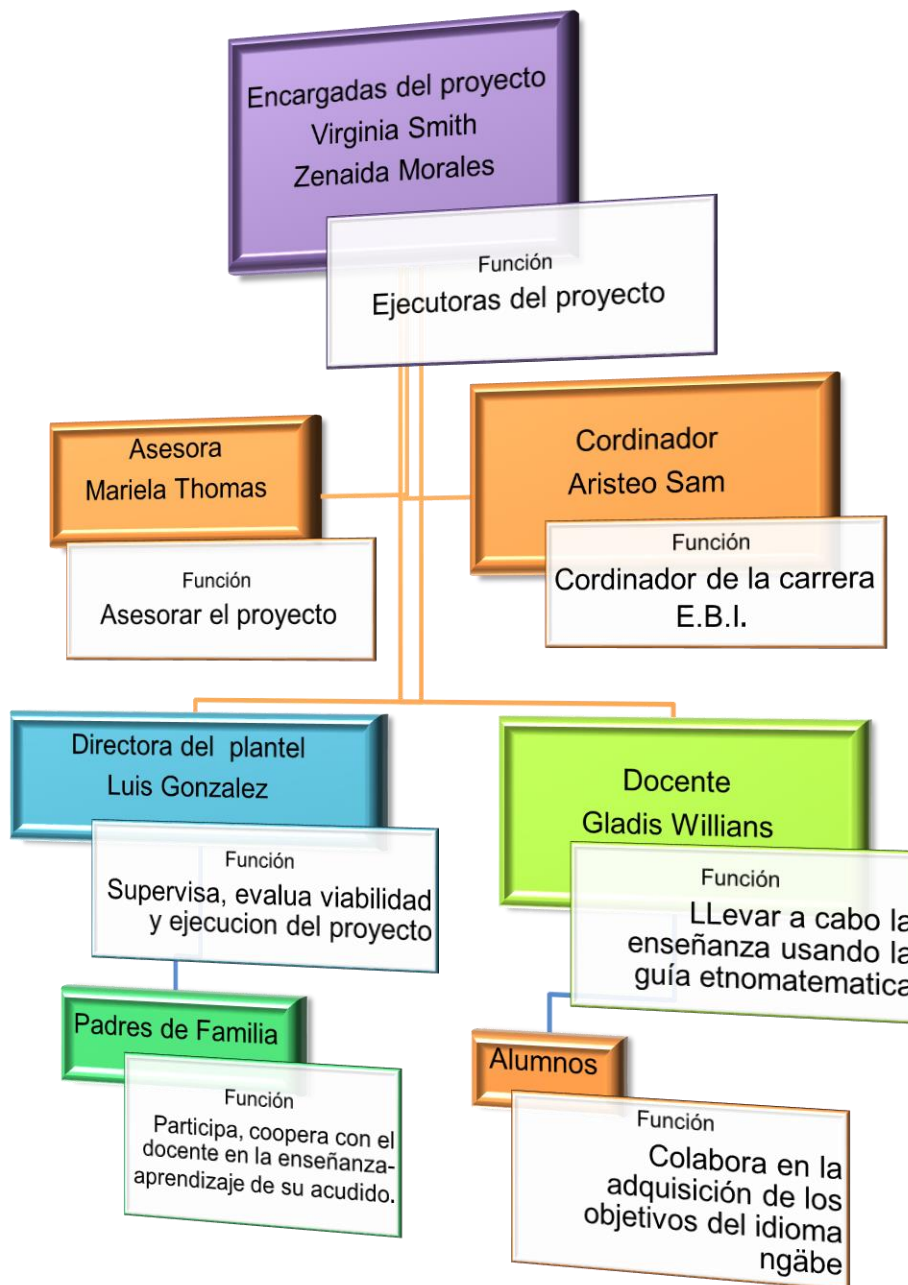 Encargadas del proyecto
Virginia Smith
Zenaida Morales
Función
Ejecutoras del proyecto
Asesora
Mariela Thomas
Función
Asesorar el proyecto
Cordinador
Aristeo Sam
Función
Cordinador de la carrera
E.B.I.
Directora del plantel
Luis Gonzalez
Función
Supervisa, evalua viabilidad
y ejecucion del proyecto
Docente
Gladis Willians
Función
LLevar a cabo la
enseñanza usando la
guía etnomatematica
Padres de Familia
Función
Participa, coopera con el
docente en la enseñanza-
aprendizaje de su acudido.
Alumnos
Función
Colabora en la
adquisición de los
objetivos del idioma
ngäbe